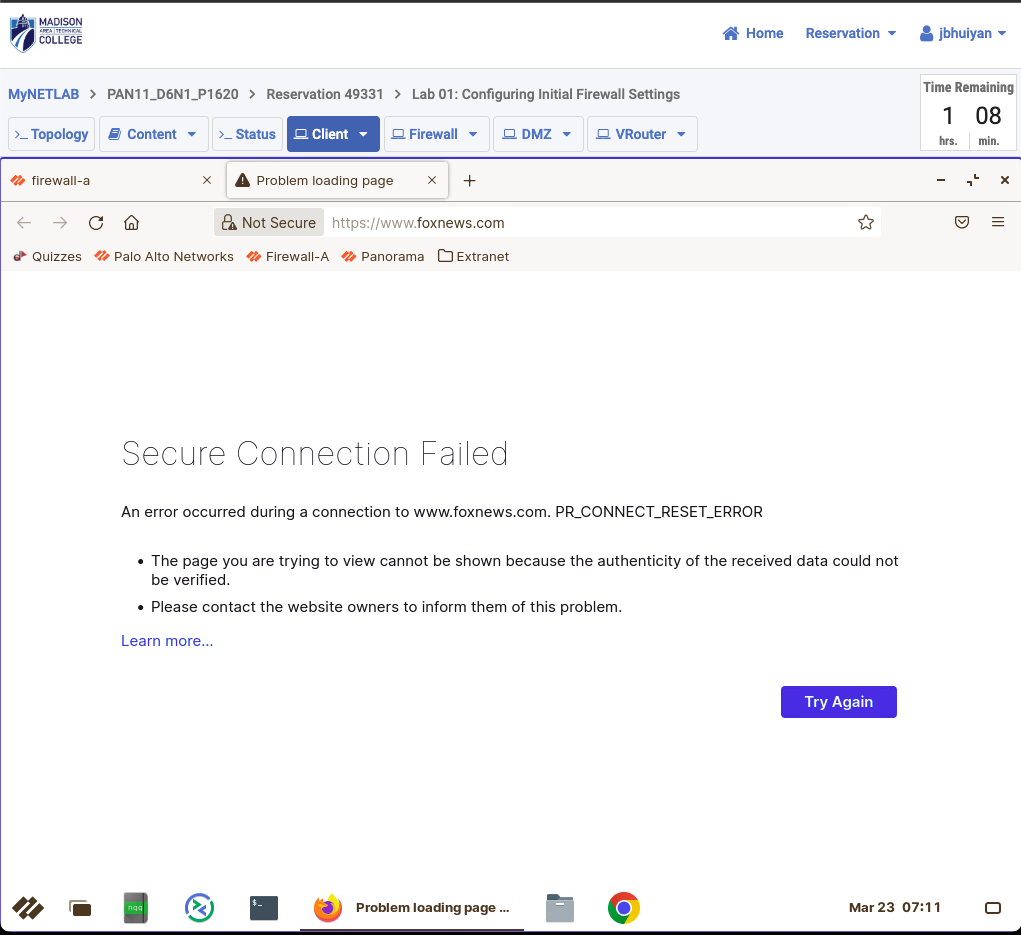 MADISON
AREA | TECHNICAL
COLLEGE
Home
Reservation
jbhuiyan
MyNETLAB > PAN11_D6N1_P1620 > Reservation 49331 > Lab 01: Configuring Initial Firewall Settings
Time Remaining
1 08
hrs. min.
>_ Topology
Content
>_ Status
Client
Firewall
DMZ
VRouter
firewall-a
Problem loading page
Not Secure
https://www.foxnews.com
Quizzes
Palo Alto Networks
Firewall-A
Panorama
Extranet
Secure Connection Failed
An error occurred during a connection to www.foxnews.com. PR_CONNECT_RESET_ERROR
• The page you are trying to view cannot be shown because the authenticity of the received data could not
be verified.
• Please contact the website owners to inform them of this problem.
Learn more...
Try Again
nqq
$_
Problem loading page ...
Mar 23 07:11